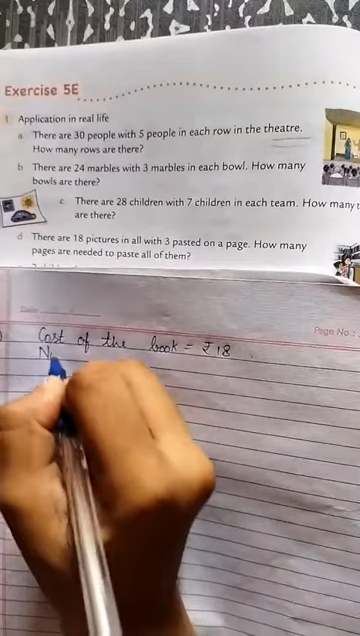 Exercise 5E
1 Application in real life
a There are 30 people with 5 people in each row in the theatre.
How many rows are there?
b There are 24 marbles with 3 marbles in each bowl. How many
bowls are there?
c There are 28 children with 7 children in each team. How many t
are there?
d There are 18 pictures in all with 3 pasted on a page. How many
pages are needed to paste all of them?
Date
Page No.:
Cost of the book = ₹ 18